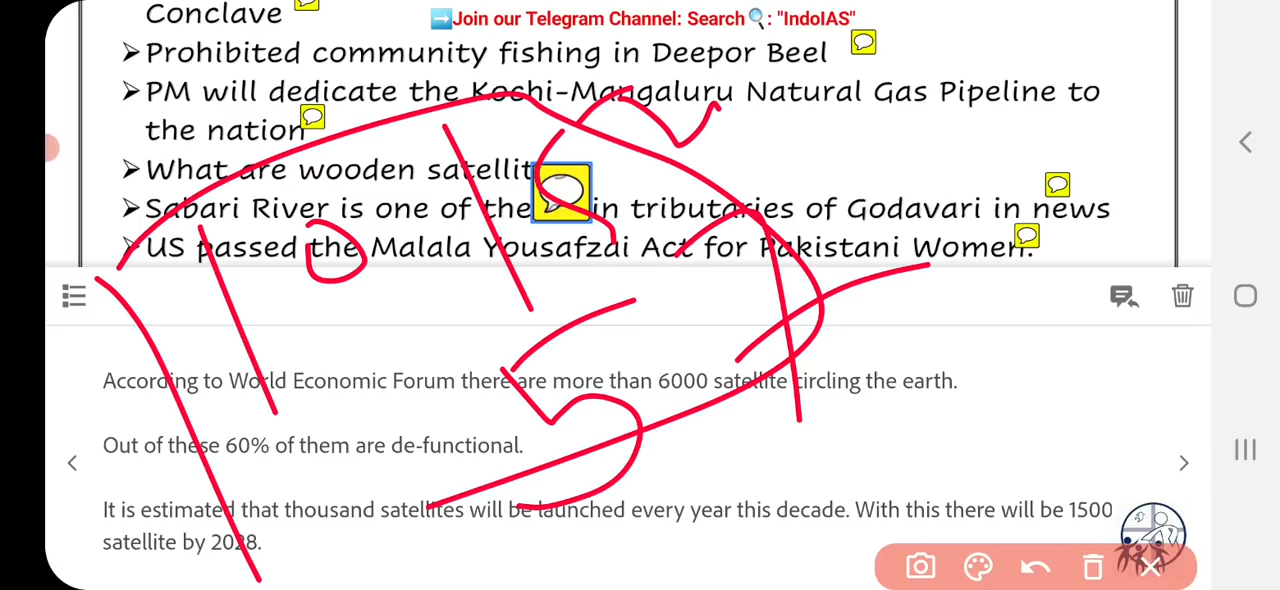 Conclave
➡Join our Telegram Channel: Search🔍: "IndoIAS"
➢Prohibited community fishing in Deepor Beel
➢PM will dedicate the Kochi-Mangaluru Natural Gas Pipeline to
the nation
➢What are wooden satellit
➢Sabari River is one of the in tributaries of Godavari in news
➢US passed the Malala Yousafzai Act for Pakistani Women.
According to World Economic Forum there are more than 6000 satellite circling the earth.
Out of these 60% of them are de-functional.
It is estimated that thousand satellites will be launched every year this decade. With this there will be 1500
satellite by 2028.